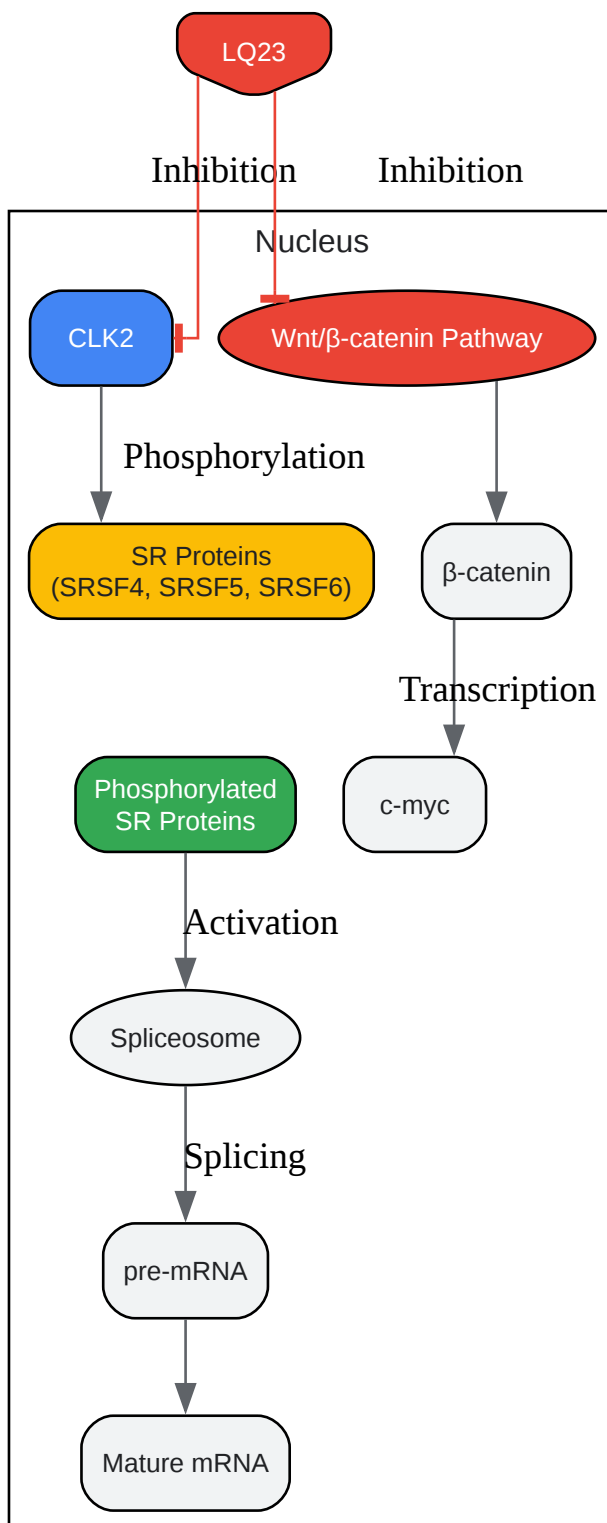 LQ23
Inhibition
Inhibition
Nucleus
CLK2
Wnt/β-catenin Pathway
Phosphorylation
SR Proteins
(SRSF4, SRSF5, SRSF6)
β-catenin
Transcription
Phosphorylated
SR Proteins
c-myc
Activation
Spliceosome
Splicing
pre-mRNA
Mature mRNA